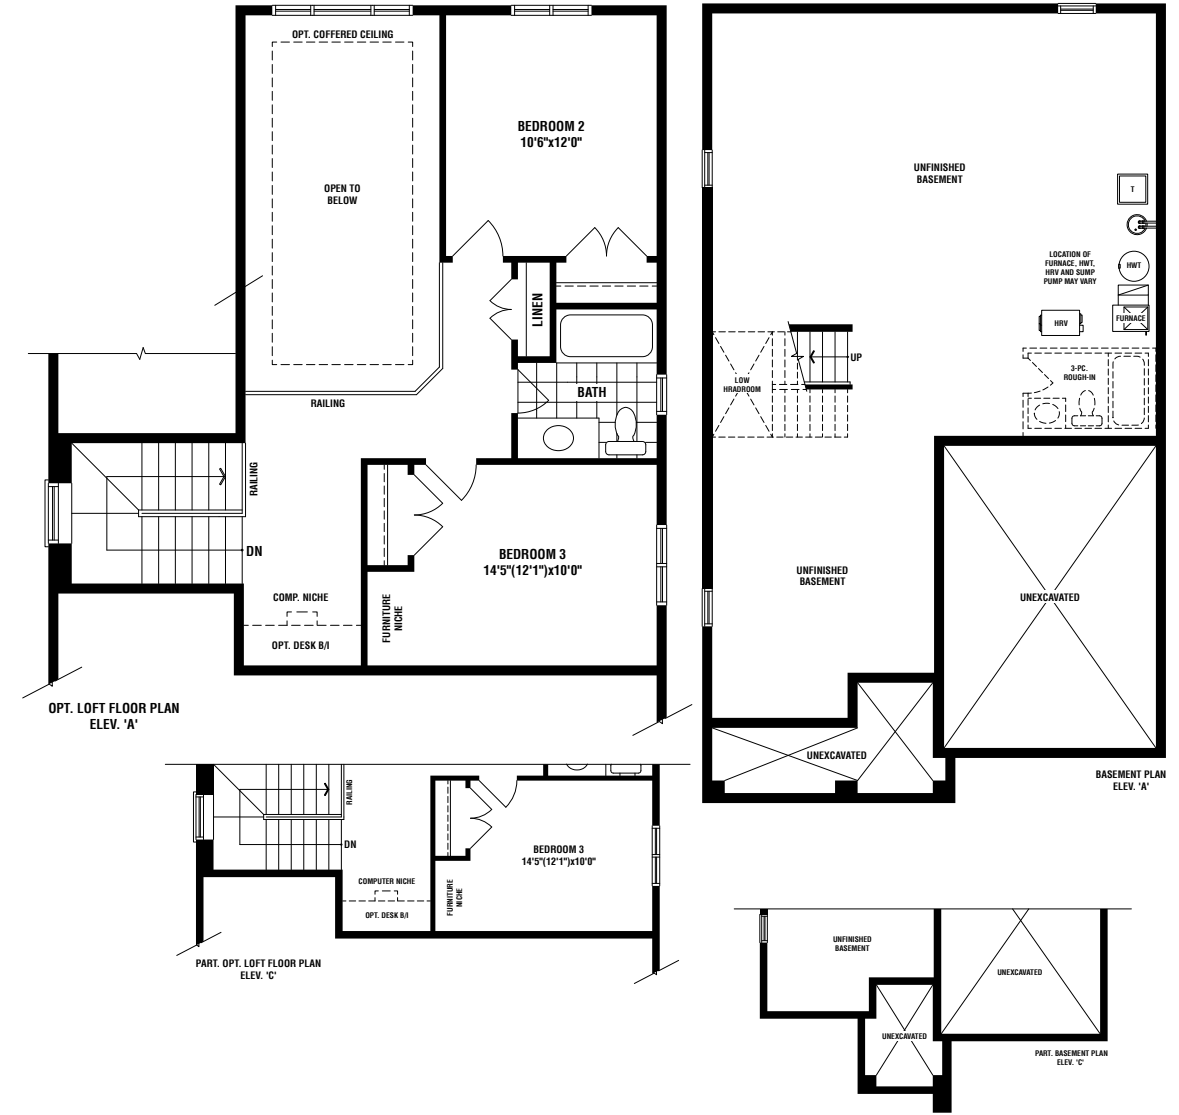 OPT. COFFERED CEILING
OPEN TO
BELOW
RAILING
BEDROOM 2
10'6"x12'0"
LINEN
BATH
RAILING
DN
BEDROOM 3
14'5"(12'1")x10'0"
COMP. NICHE
OPT. DESK B/I
FURNITURE
NICHE
OPT. LOFT FLOOR PLAN
ELEV. 'A'
UNFINISHED
BASEMENT
T
LOCATION OF
FURNACE, HWT,
HRV AND SUMP
PUMP MAY VARY
HWT
FURNACE
HRV
UP
LOW
HRADROOM
3-PC.
ROUGH-IN
UNFINISHED
BASEMENT
UNEXCAVATED
UNEXCAVATED
BASEMENT PLAN
ELEV. 'A'
RAILING
DN
BEDROOM 3
14'5"(12'1")x10'0"
COMPUTER NICHE
OPT. DESK B/I
FURNITURE
NICHE
PART. OPT. LOFT FLOOR PLAN
ELEV. 'C'
UNFINISHED
BASEMENT
UNEXCAVATED
UNEXCAVATED
PART. BASEMENT PLAN
ELEV. 'C'